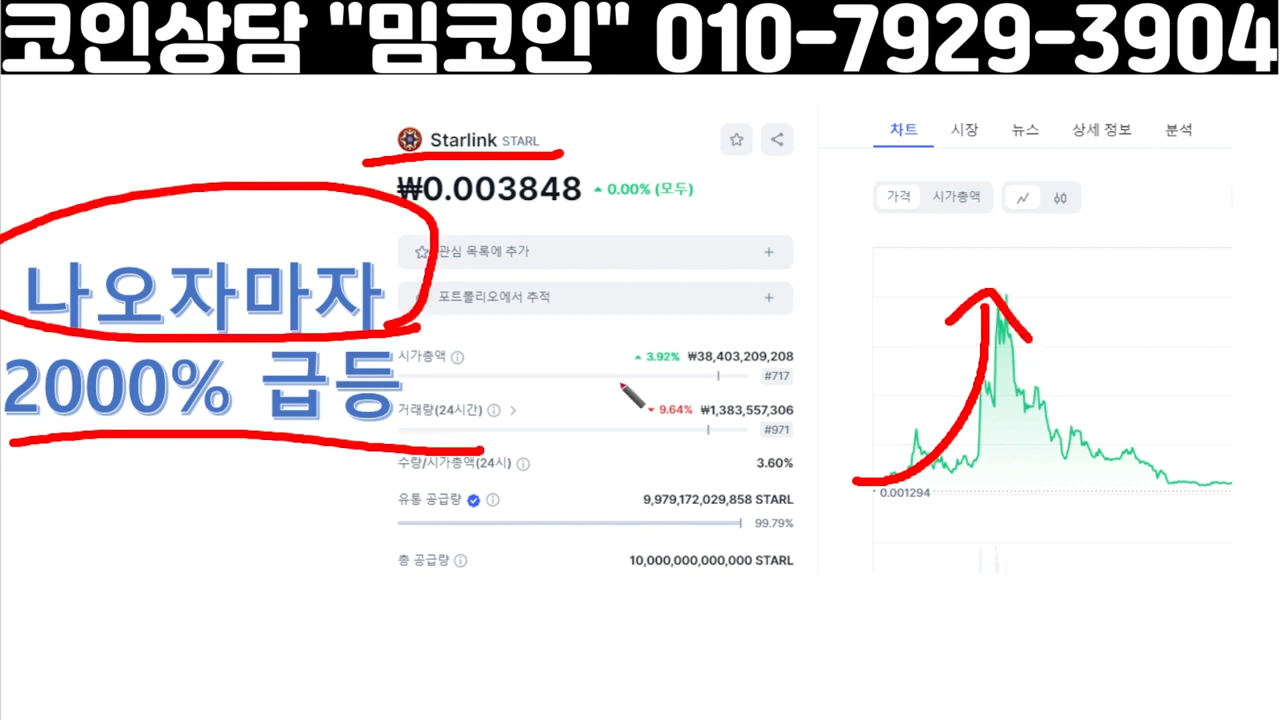 코인상담 "밈코인" 010-7929-3904
Starlink STARL
₩0.003848 0.00% (모두)
관심 목록에 추가 +
포트폴리오에서 추적 +
나오자마자
2000% 급등
시가총액 3.92% ₩38,403,209,208
#717
거래량(24시간) 9.64% ₩1,383,557,306
#971
수량/시가총액(24시) 3.60%
유통 공급량 9,979,172,029,858 STARL
99.79%
총 공급량 10,000,000,000,000 STARL
차트 시장 뉴스 상세 정보 분석
가격 시가총액
0.001294